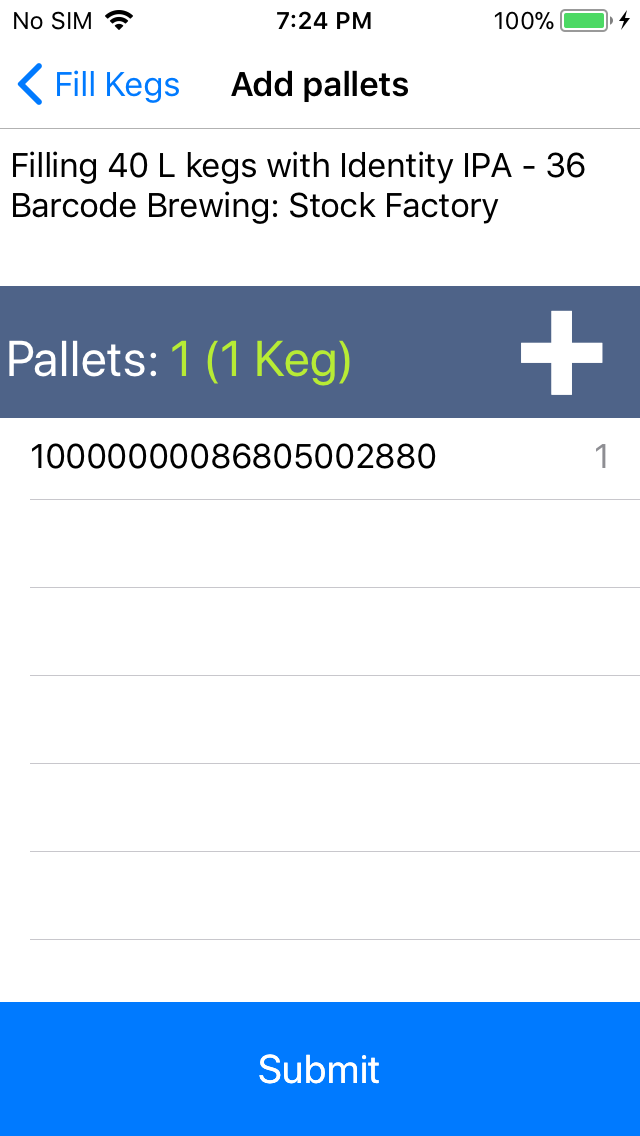 No SIM 7:24 PM 100%
Fill Kegs Add pallets
Filling 40 L kegs with Identity IPA - 36
Barcode Brewing: Stock Factory
Pallets: 1 (1 Keg)
10000000086805002880 1
Submit